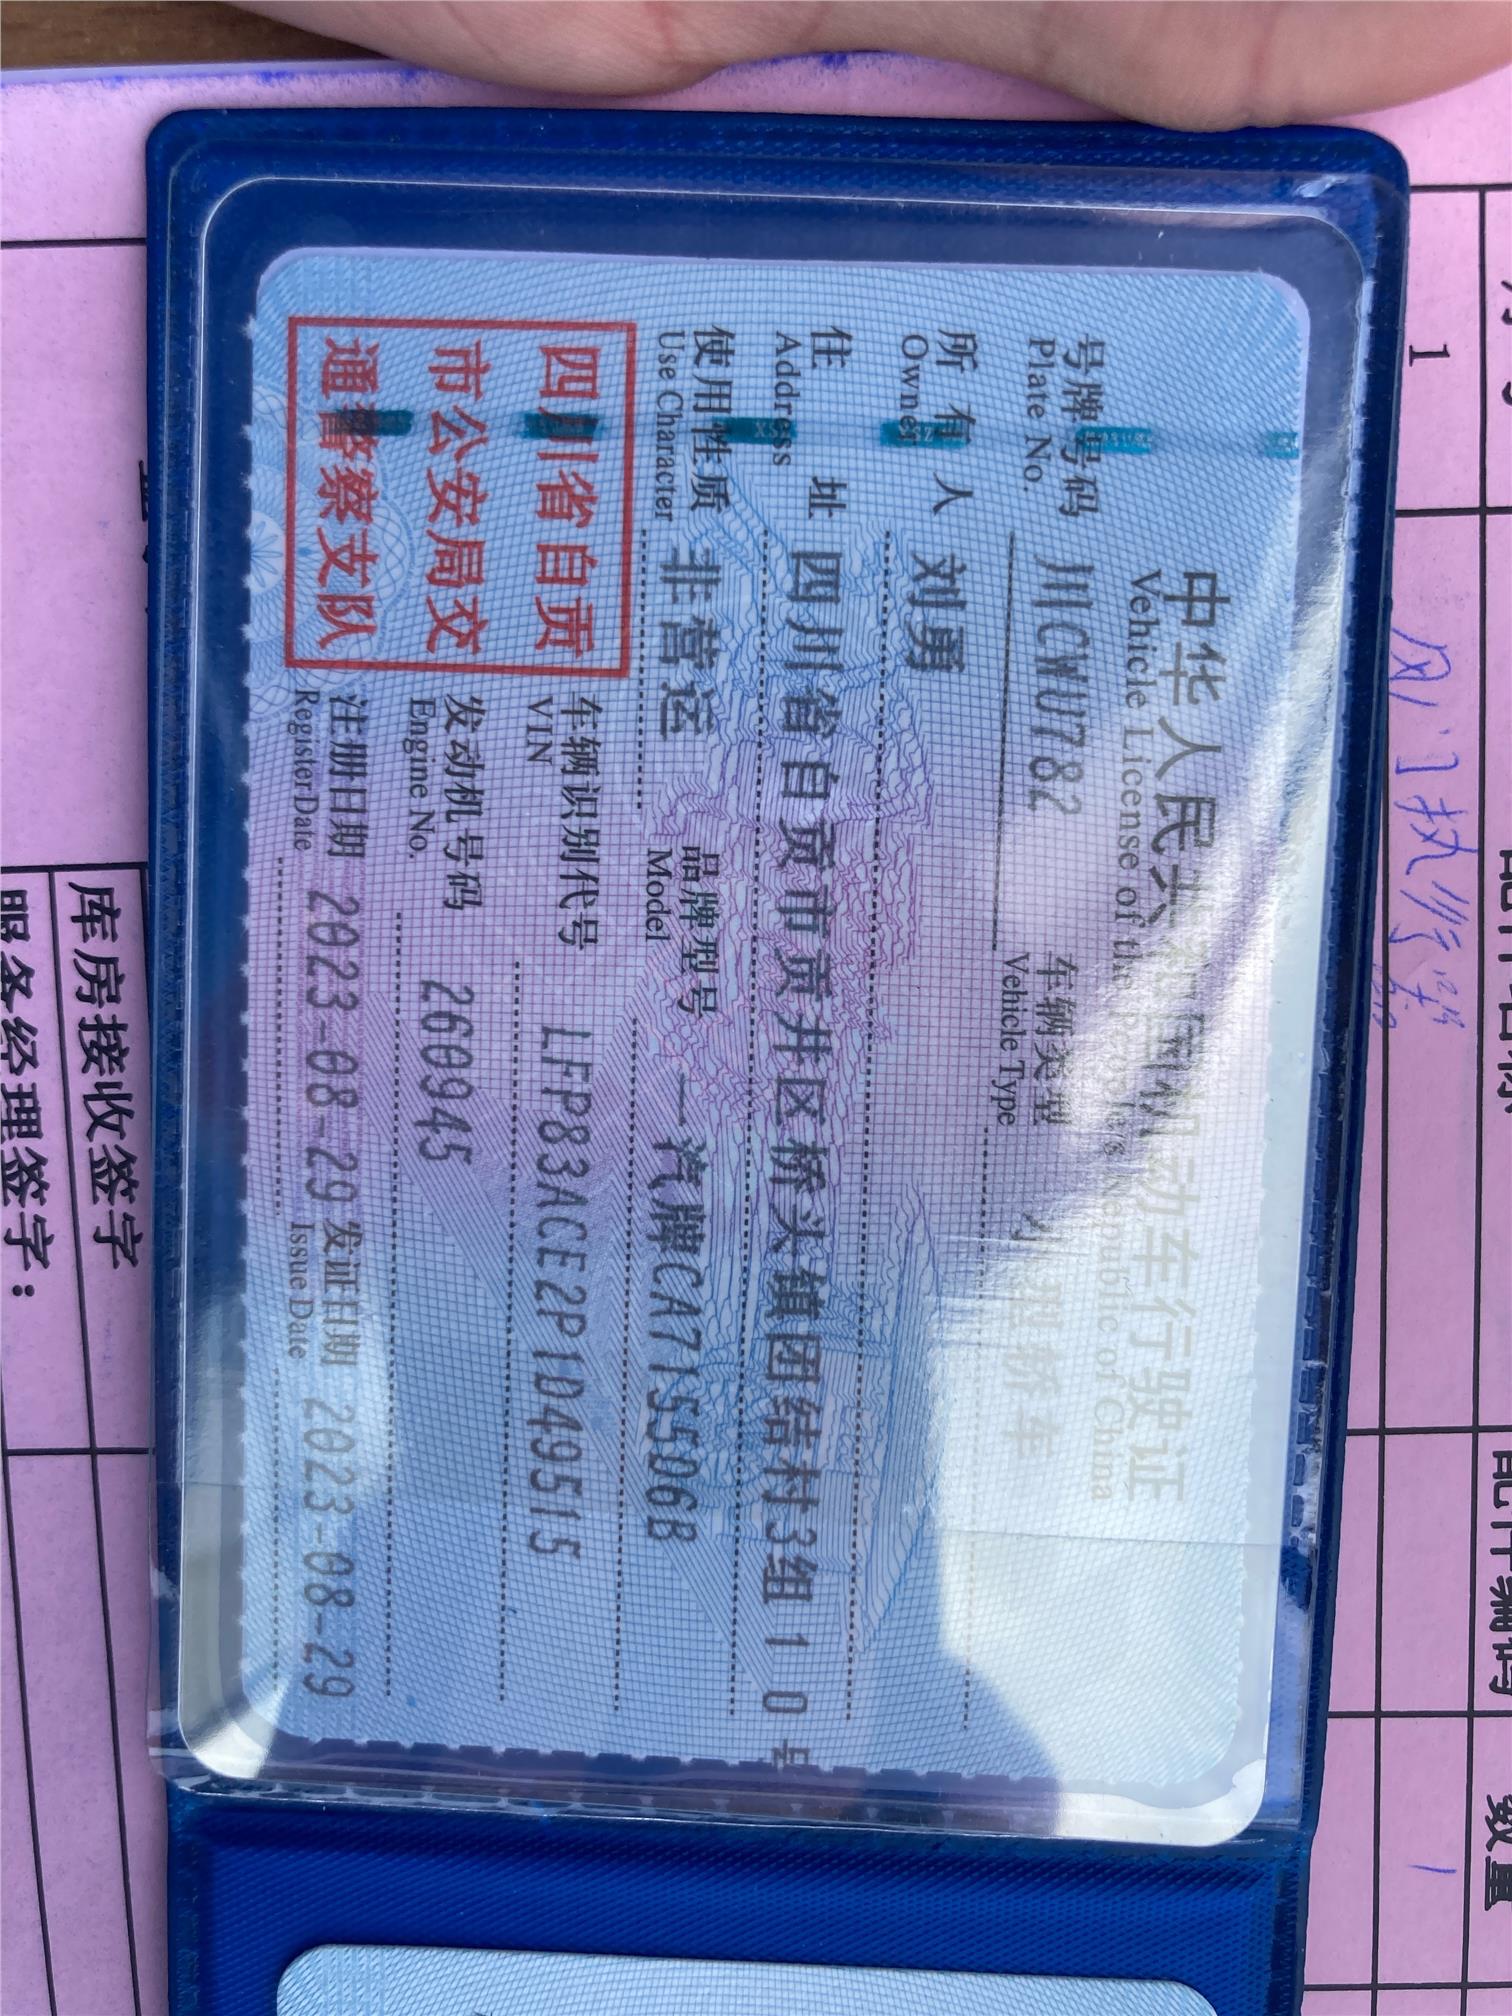 中华人民共和国机动车行驶证
Vehicle License of the People's Republic of China
号牌号码 川CWU782 车辆类型 小型轿车
Plate No. Vehicle Type
所有人 刘勇
Owner
住址 四川省自贡市贡井区桥头镇团结村3组10号
Address
使用性质 非营运 品牌型号 一汽牌CA7155D6B
Use Character Model
四川省自贡
市公安局交
通警察支队
车辆识别代号 LFP83ACE2P1D49515
VIN
发动机号码 260945
Engine No.
注册日期 2023-08-29 发证日期 2023-08-29
Register Date Issue Date
1
1
数量
库房接收签字
服务经理签字：